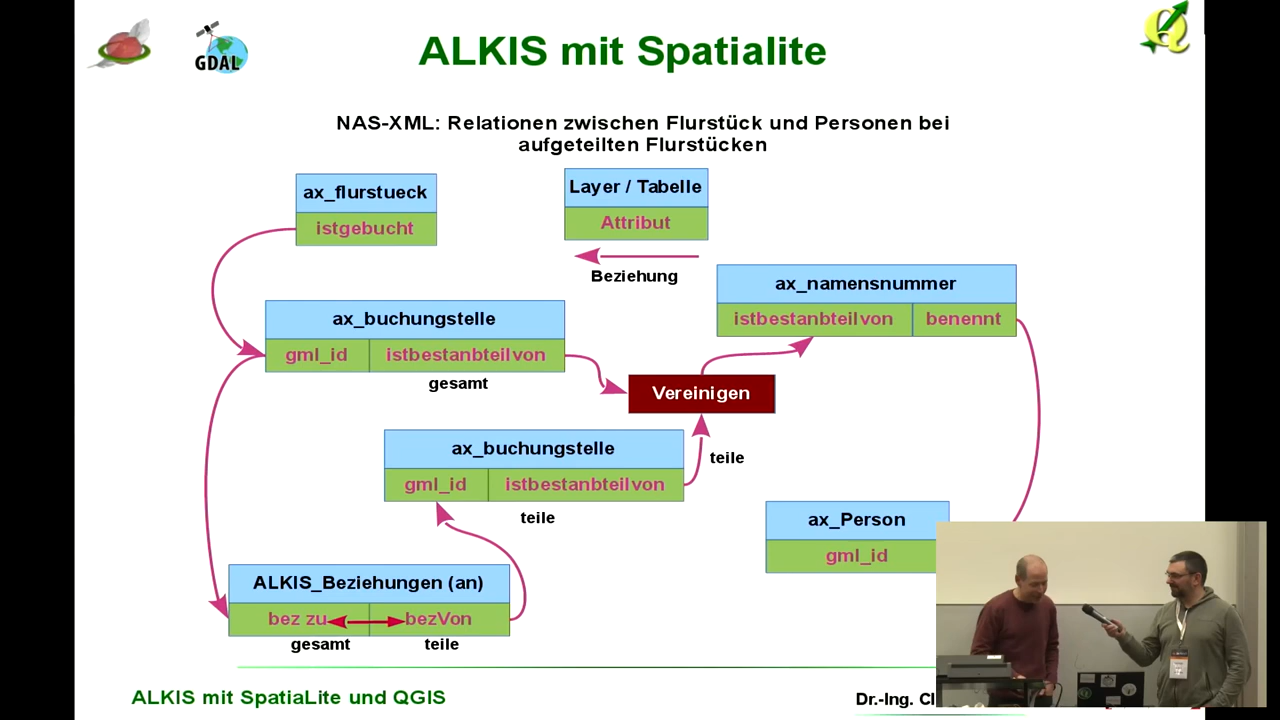 GDAL
ALKIS mit Spatialite
NAS-XML: Relationen zwischen Flurstück und Personen bei
aufgeteilten Flurstücken
ax_flurstueck
istgebucht
Layer / Tabelle
Attribut
Beziehung
ax_namensnummer
istbestanbteilvon benennt
ax_buchungstelle
gml_id istbestanbteilvon
gesamt
Vereinigen
ax_buchungstelle
gml_id istbestanbteilvon
teile
teile
ax_Person
gml_id
ALKIS_Beziehungen (an)
bez zu bezVon
gesamt teile
ALKIS mit SpatiaLite und QGIS
Dr.-Ing.